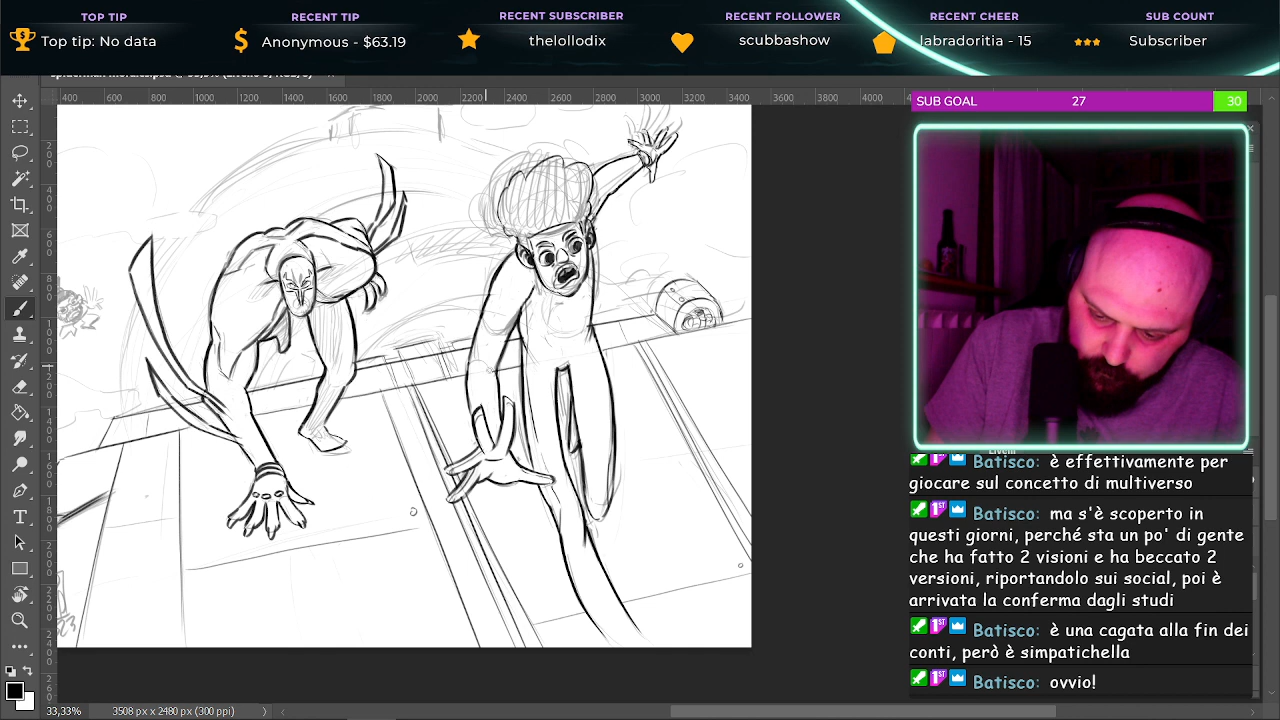 TOP TIP
Top tip: No data
RECENT TIP
Anonymous - $63.19
RECENT SUBSCRIBER
thelollodix
RECENT FOLLOWER
scubbashow
RECENT CHEER
labradoritia - 15
SUB COUNT
Subscriber
400 600 800 1000 1200 1400 1600 1800 2000 2200 2400 2600 2800 3000 3200 3400 3600 3800 4000
SUB GOAL 27 30
Batisco: è effettivamente per
giocare sul concetto di multiverso
Batisco: ma s'è scoperto in
questi giorni, perché sta un po' di gente
che ha fatto 2 visioni e ha beccato 2
versioni, riportandolo sui social, poi è
arrivata la conferma dagli studi
Batisco: è una cagata alla fin dei
conti, però è simpatichella
Batisco: ovvio!
33,33% 3508 px x 2480 px (300 ppi)